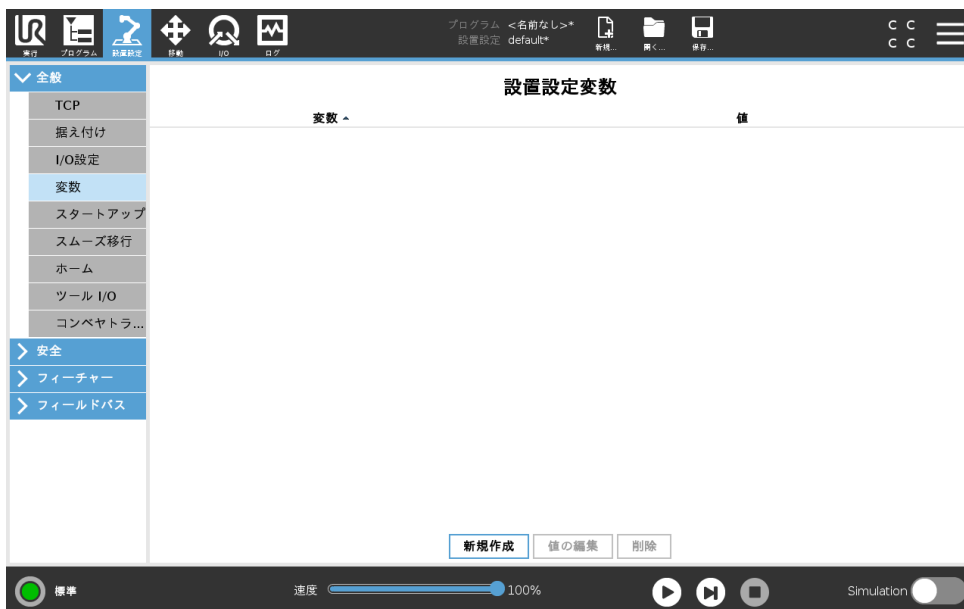 UR
実行
プログラム
設置設定
移動
I/O
ログ
プログラム <名前なし>*
設置設定 default*
新規...
開く...
保存...
C C
C C
全般
TCP
据え付け
I/O設定
変数
スタートアップ
スムーズ移行
ホーム
ツール I/O
コンベヤトラ...
安全
フィーチャー
フィールドバス
設置設定変数
変数 値
新規作成 値の編集 削除
標準
速度 100%
Simulation